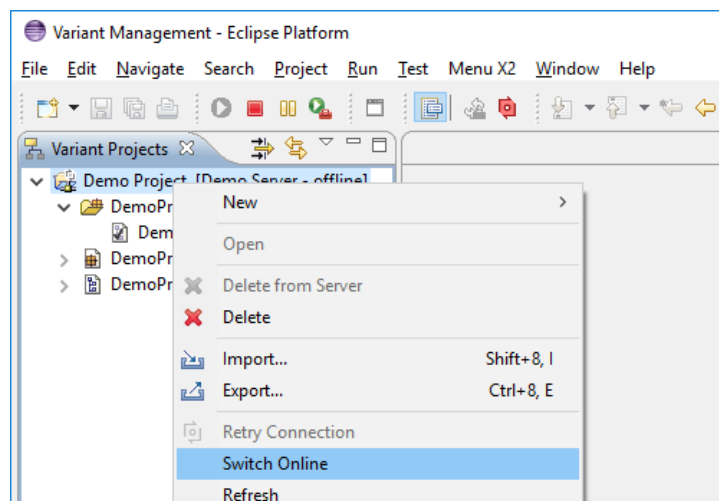 Variant Management - Eclipse Platform
File Edit Navigate Search Project Run Test Menu X2 Window Help
Variant Projects
Demo Project [Demo Server - offline]
DemoPr
Dem
DemoPr
DemoPr
New
Open
Delete from Server
Delete
Import... Shift+8, I
Export... Ctrl+8, E
Retry Connection
Switch Online
Refresh